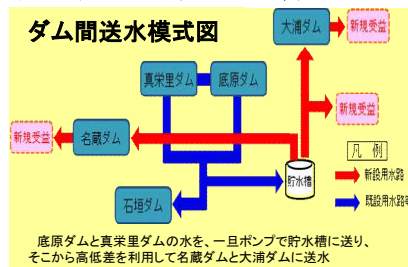 ダム間送水模式図
大浦ダム
新規受益
真栄里ダム
底原ダム
新規受益
新規受益
名蔵ダム
凡 例
貯水槽
新設用水路
石垣ダム
既設用水路等
底原ダムと真栄里ダムの水を、一旦ポンプで貯水槽に送り、
そこから高低差を利用して名蔵ダムと大浦ダムに送水